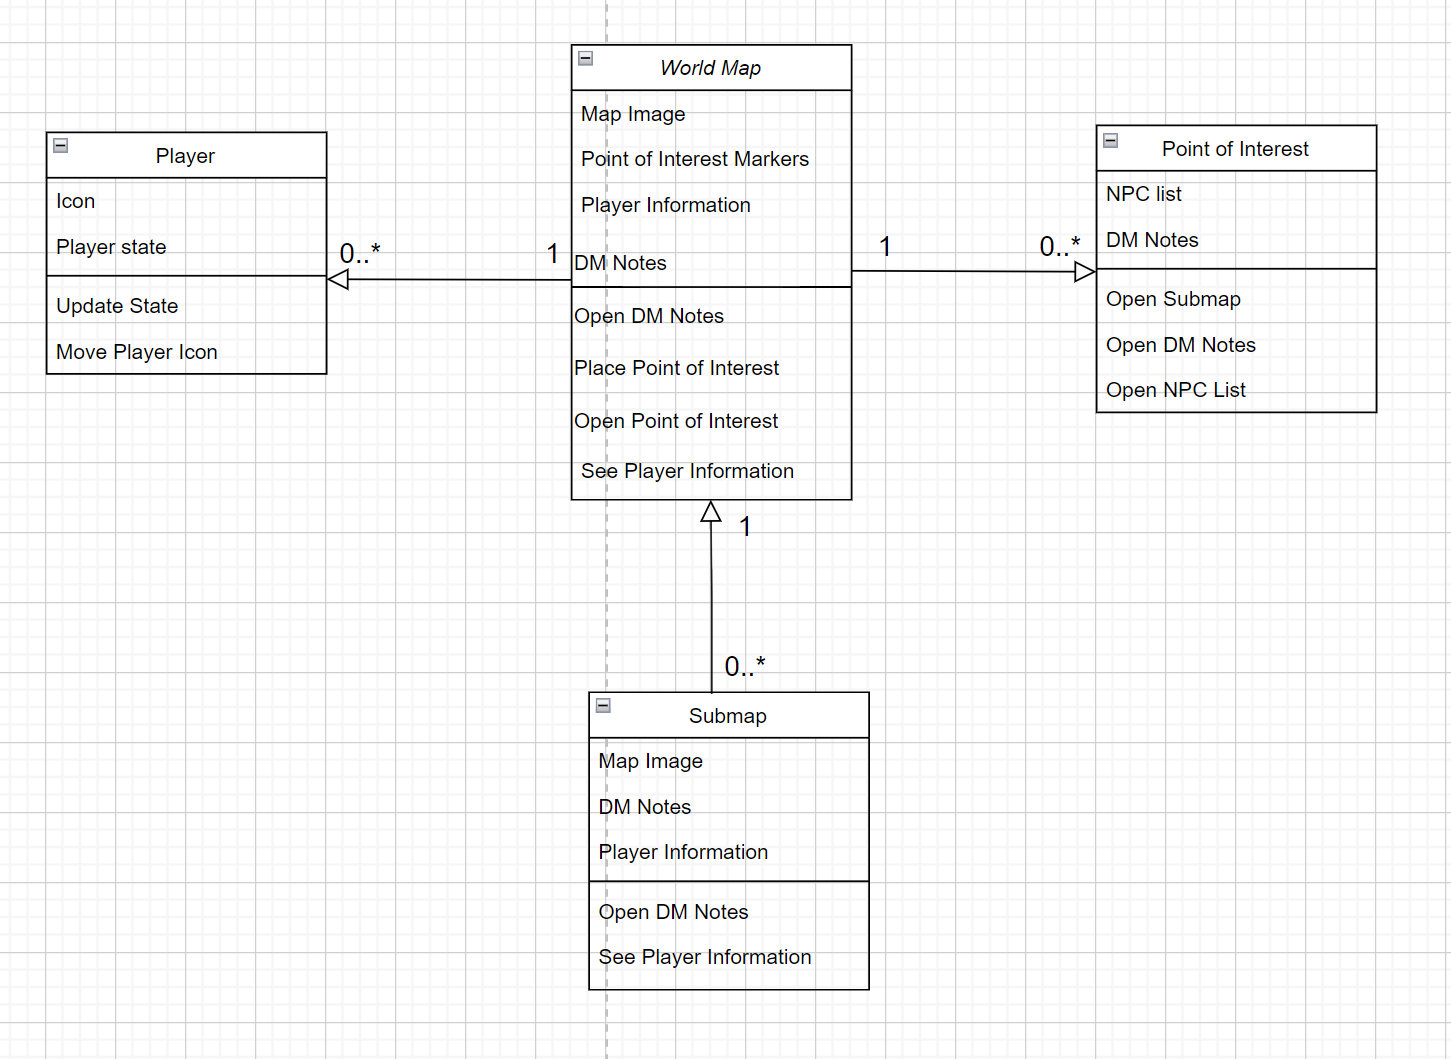 World Map
Map Image
Point of Interest Markers
Player Information
DM Notes
Open DM Notes
Place Point of Interest
Open Point of Interest
See Player Information
Player
Icon
Player state
Update State
Move Player Icon
0..*
1
1
0..*
Point of Interest
NPC list
DM Notes
Open Submap
Open DM Notes
Open NPC List
1
0..*
Submap
Map Image
DM Notes
Player Information
Open DM Notes
See Player Information